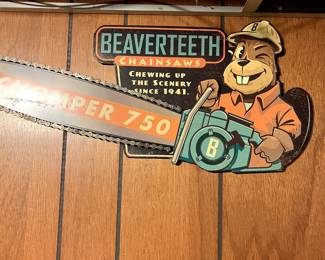 B
BEAVERTEETH
CHAINSAWS
CHEWING UP
THE SCENERY
SINCE 1941.
750
B